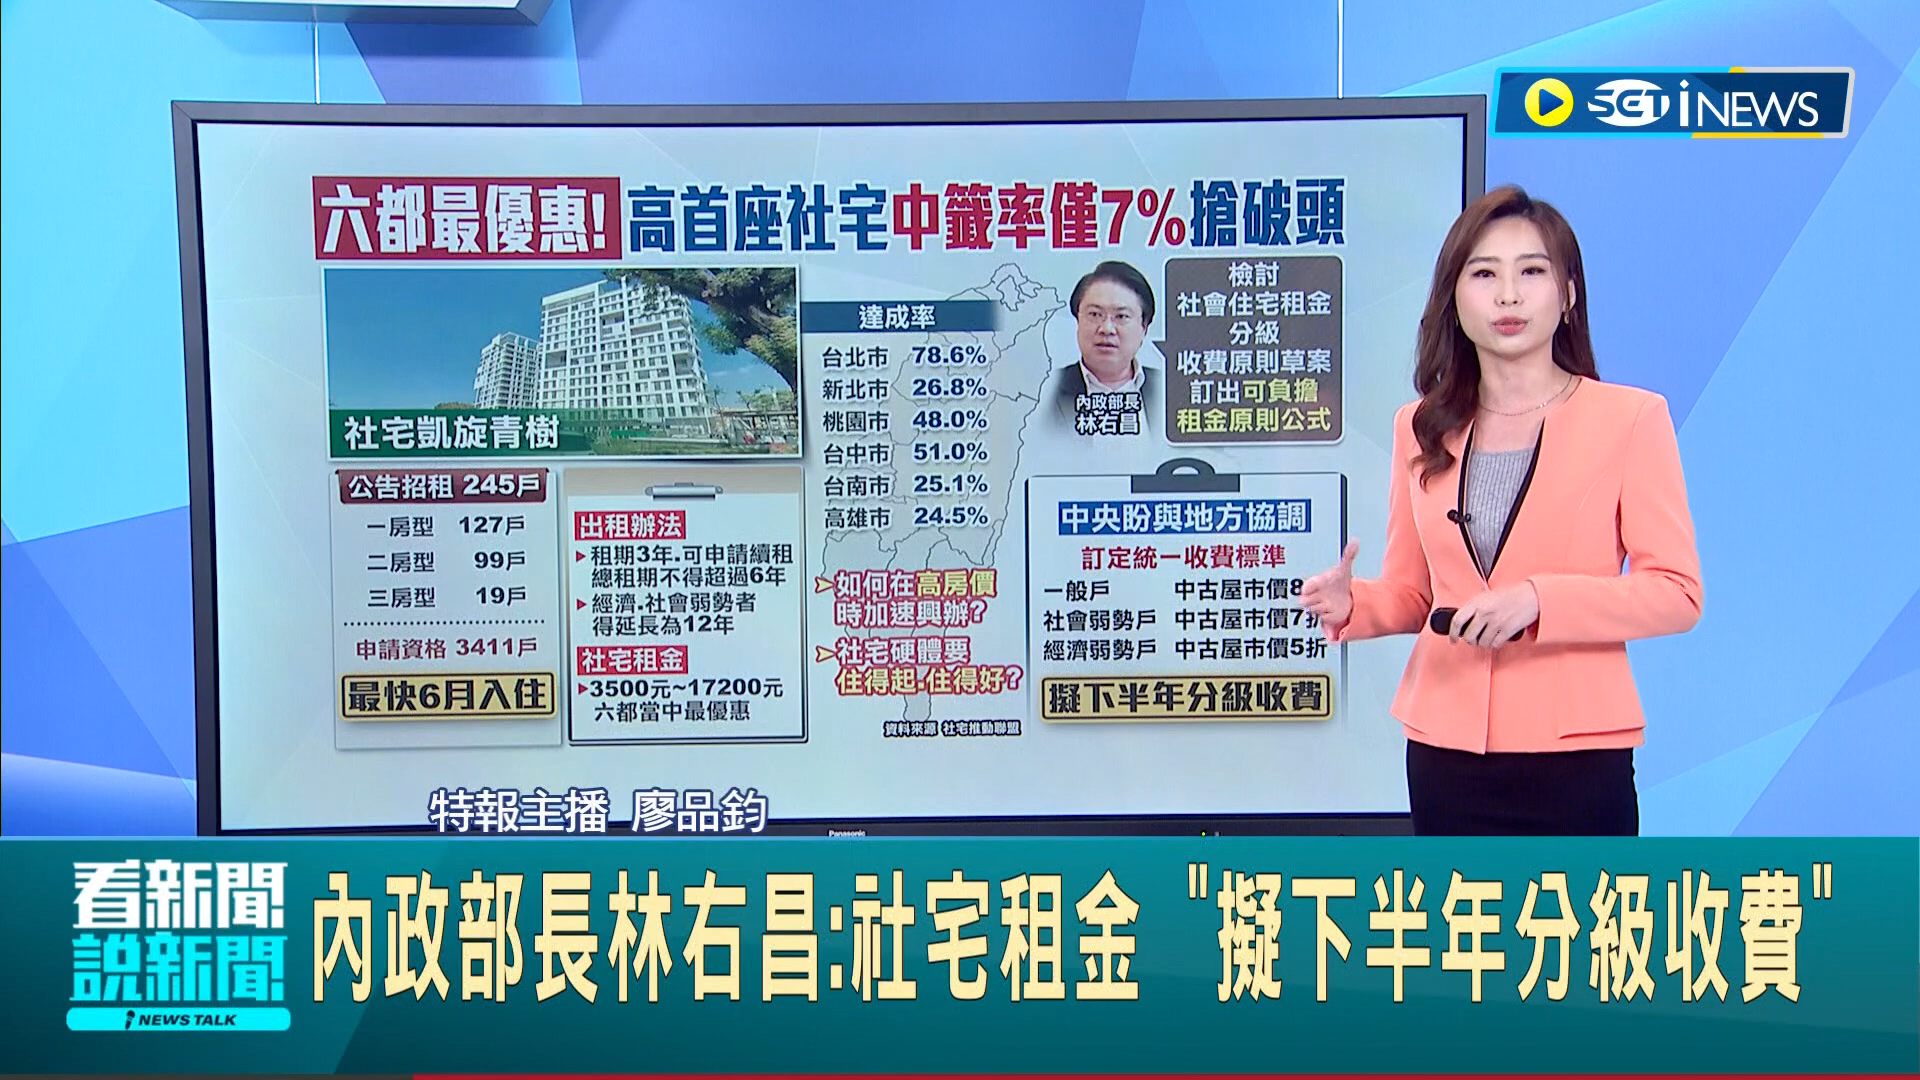 SET iNEWS
六都最優惠! 高首座社宅中籤率僅7%搶破頭
社宅凱旋青樹
公告招租 245戶
一房型 127戶
二房型 99戶
三房型 19戶
申請資格 3411戶
最快6月入住
出租辦法
租期3年.可申請續租
總租期不得超過6年
經濟.社會弱勢者
得延長為12年
社宅租金
3500元~17200元
六都當中最優惠
達成率
台北市 78.6%
新北市 26.8%
桃園市 48.0%
台中市 51.0%
台南市 25.1%
高雄市 24.5%
如何在高房價
時加速興辦?
社宅硬體要
住得起.住得好?
資料來源 社宅推動聯盟
內政部長
林右昌
檢討
社會住宅租金
分級
收費原則草案
訂出可負擔
租金原則公式
中央盼與地方協調
訂定統一收費標準
一般戶 中古屋市價8
社會弱勢戶 中古屋市價7折
經濟弱勢戶 中古屋市價5折
擬下半年分級收費
特報主播 廖品鈞
Panasonic
看新聞
說新聞
iNEWS TALK
內政部長林右昌:社宅租金 "擬下半年分級收費"